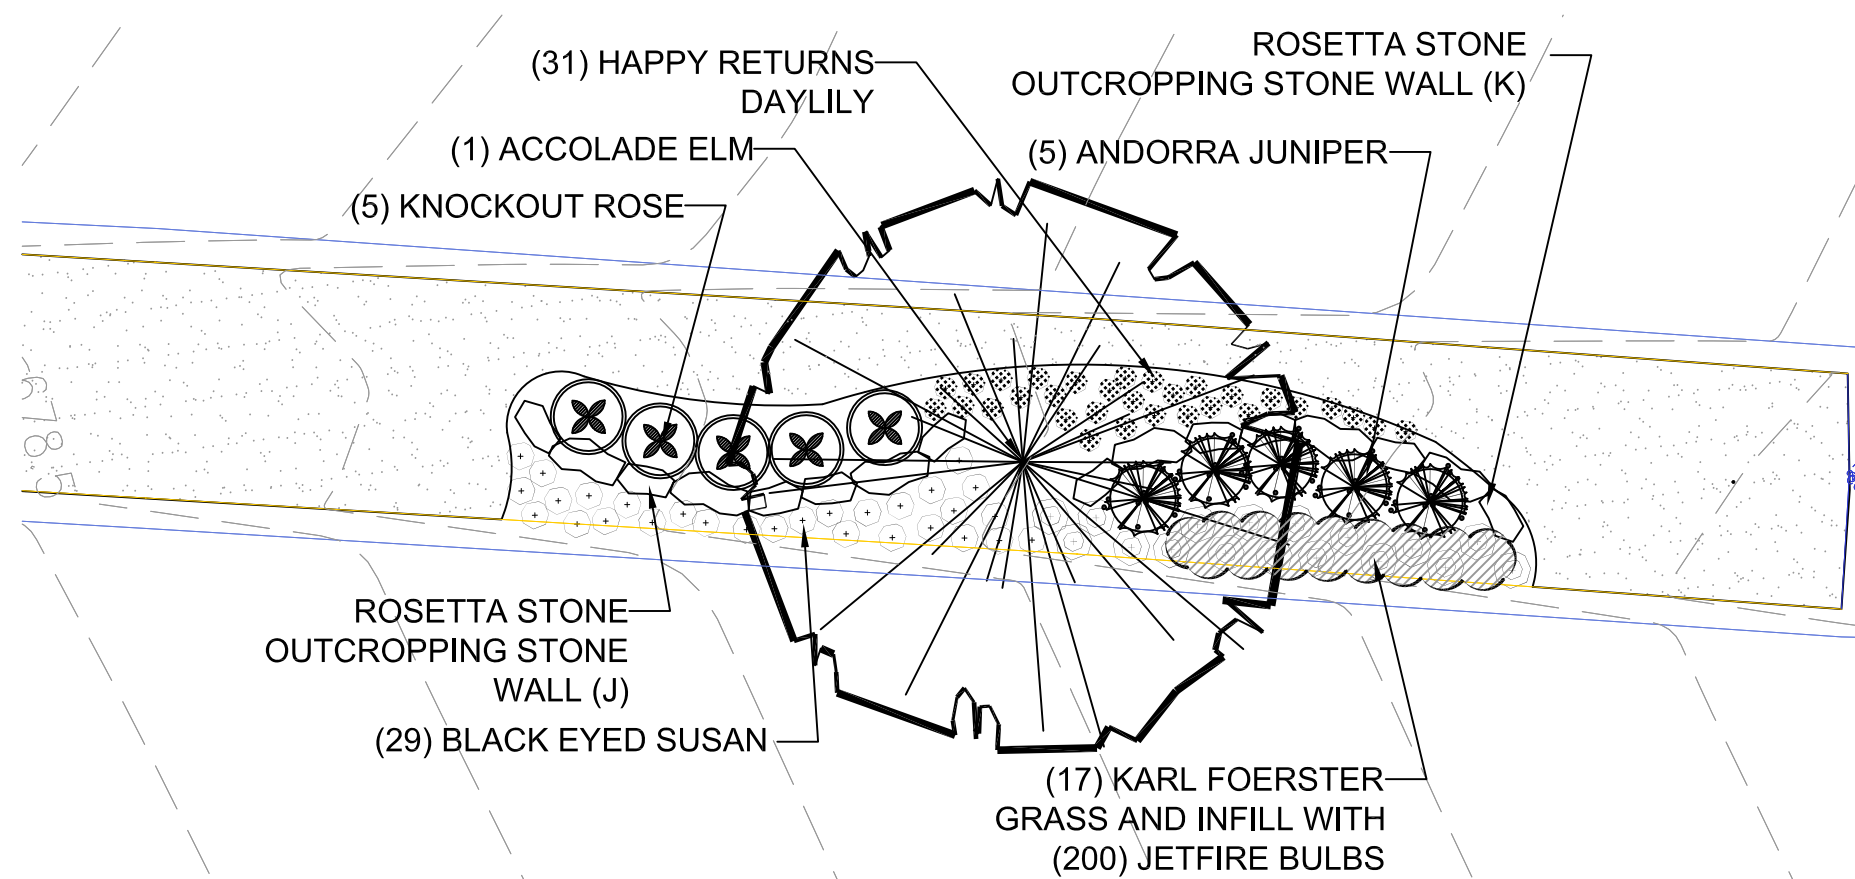 (31) HAPPY RETURNS
DAYLILY
ROSETTA STONE
OUTCROPPING STONE WALL (K)
(1) ACCOLADE ELM
(5) ANDORRA JUNIPER
(5) KNOCKOUT ROSE
ROSETTA STONE
OUTCROPPING STONE
WALL (J)
(29) BLACK EYED SUSAN
(17) KARL FOERSTER
GRASS AND INFILL WITH
(200) JETFIRE BULBS